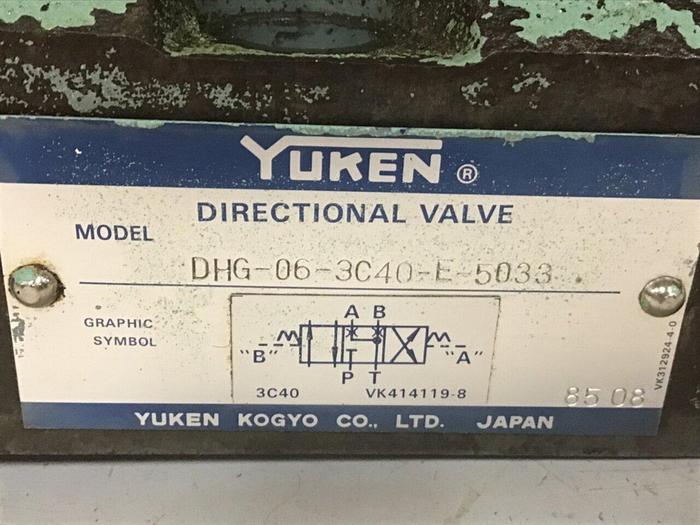 YUKEN ®
DIRECTIONAL VALVE
MODEL
DHG-06-3C40-E-5033
GRAPHIC
SYMBOL
A B
"B" "A"
P T
3C40 VK414119-8
85 08
VK312924-4-0
YUKEN KOGYO CO., LTD. JAPAN